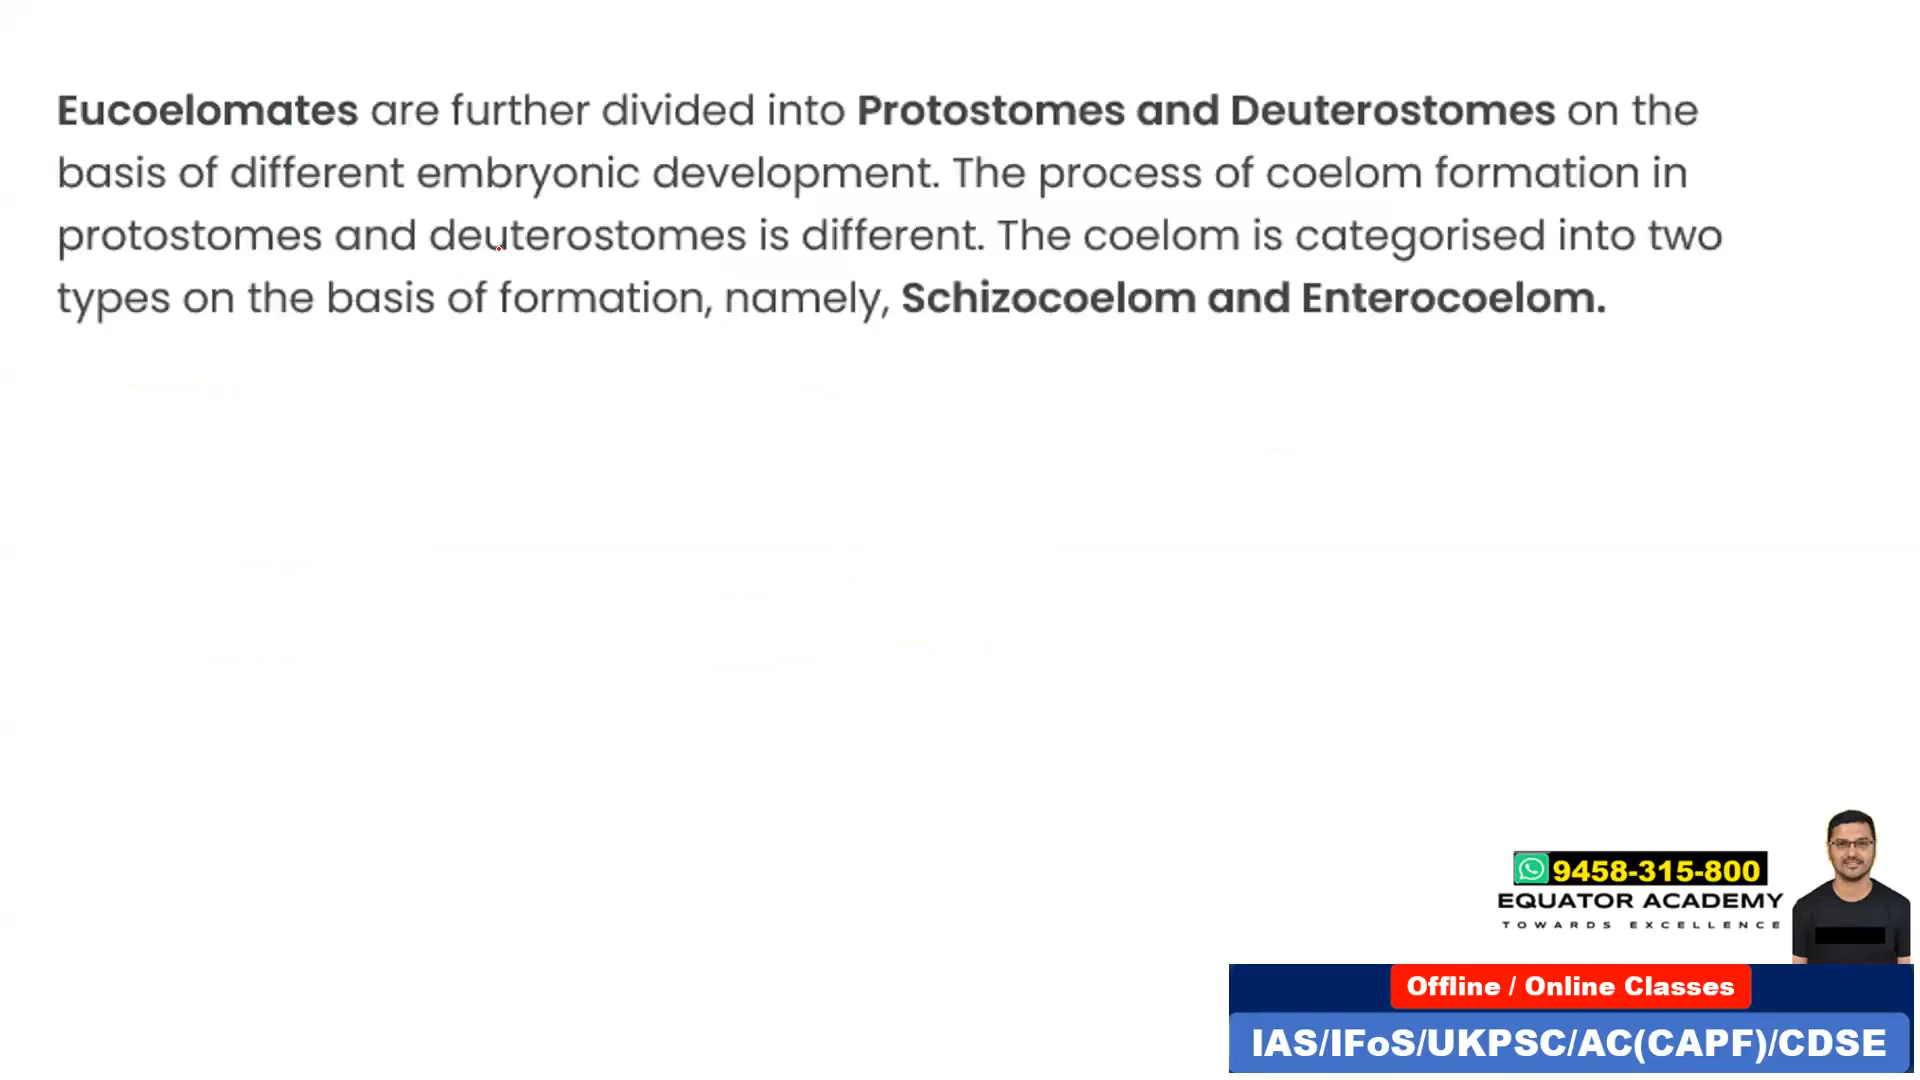 Eucoelomates are further divided into Protostomes and Deuterostomes on the
basis of different embryonic development. The process of coelom formation in
protostomes and deuterostomes is different. The coelom is categorised into two
types on the basis of formation, namely, Schizocoelom and Enterocoelom.
9458-315-800
EQUATOR ACADEMY
TOWARDS EXCELLENCE
Offline / Online Classes
IAS/IFoS/UKPSC/AC(CAPF)/CDSE